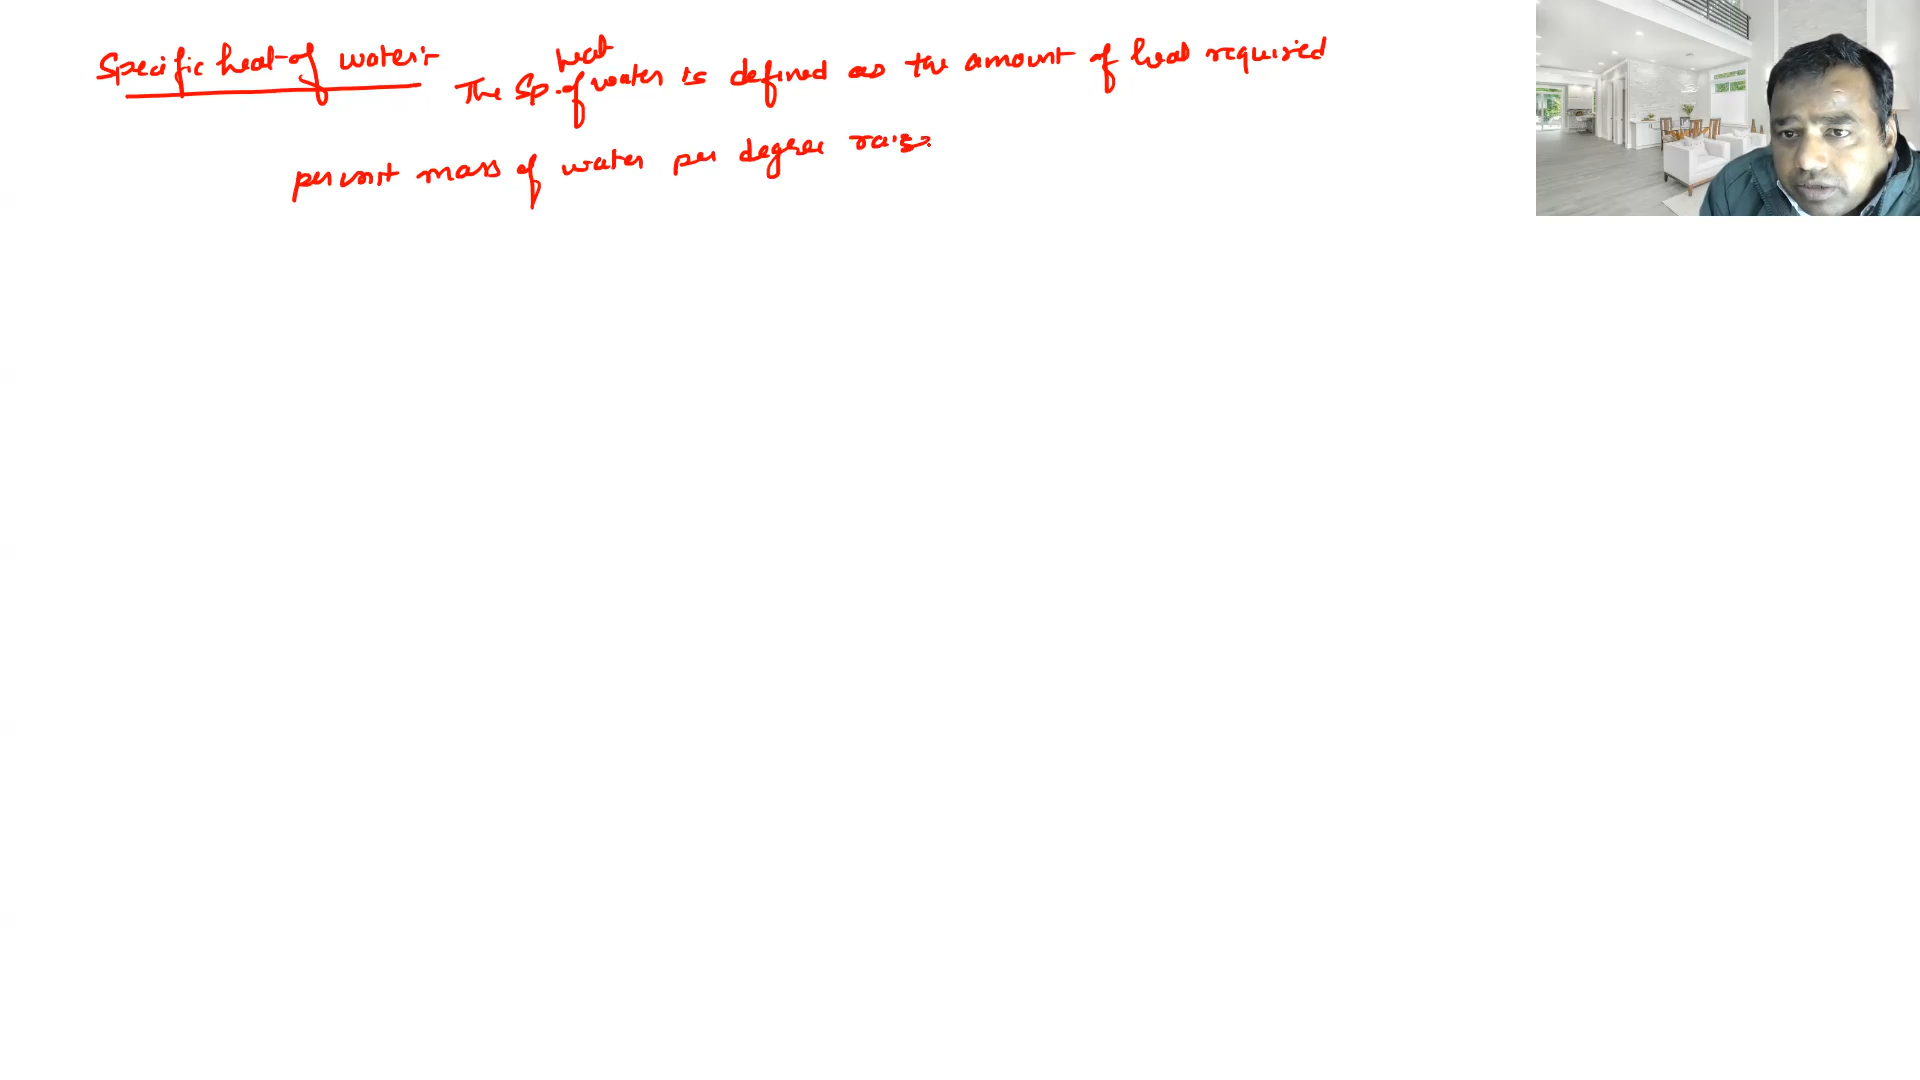 Specific heat of water:- The sp. heat of water is defined as the amount of heat required
per unit mass of water per degree raise